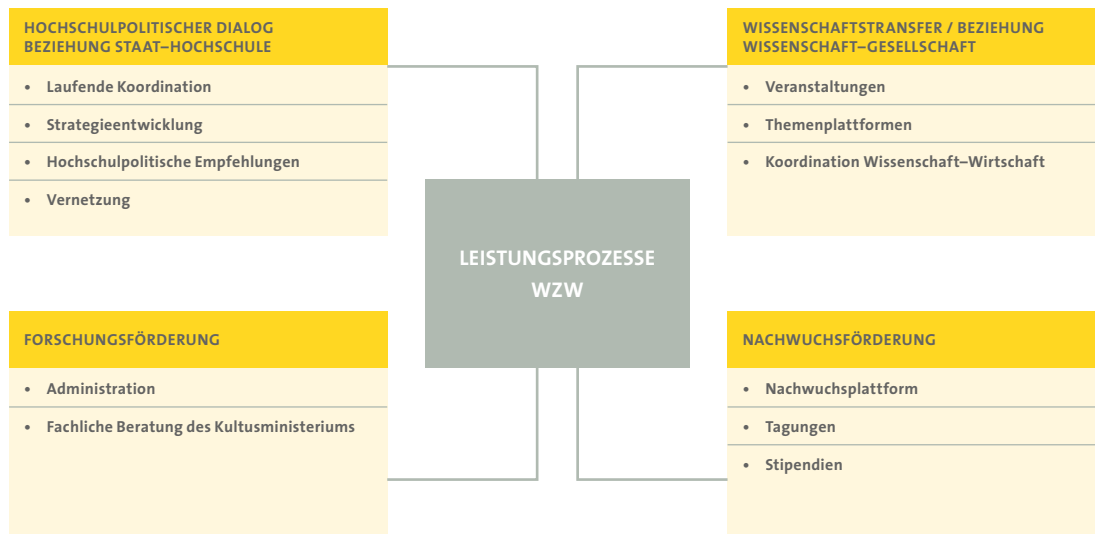 HOCHSCHULPOLITISCHER DIALOG
BEZIEHUNG STAAT–HOCHSCHULE
• Laufende Koordination
• Strategieentwicklung
• Hochschulpolitische Empfehlungen
• Vernetzung
WISSENSCHAFTSTRANSFER / BEZIEHUNG
WISSENSCHAFT–GESELLSCHAFT
• Veranstaltungen
• Themenplattformen
• Koordination Wissenschaft–Wirtschaft
LEISTUNGSPROZESSE
WZW
FORSCHUNGSFÖRDERUNG
• Administration
• Fachliche Beratung des Kultusministeriums
NACHWUCHSFÖRDERUNG
• Nachwuchsplattform
• Tagungen
• Stipendien